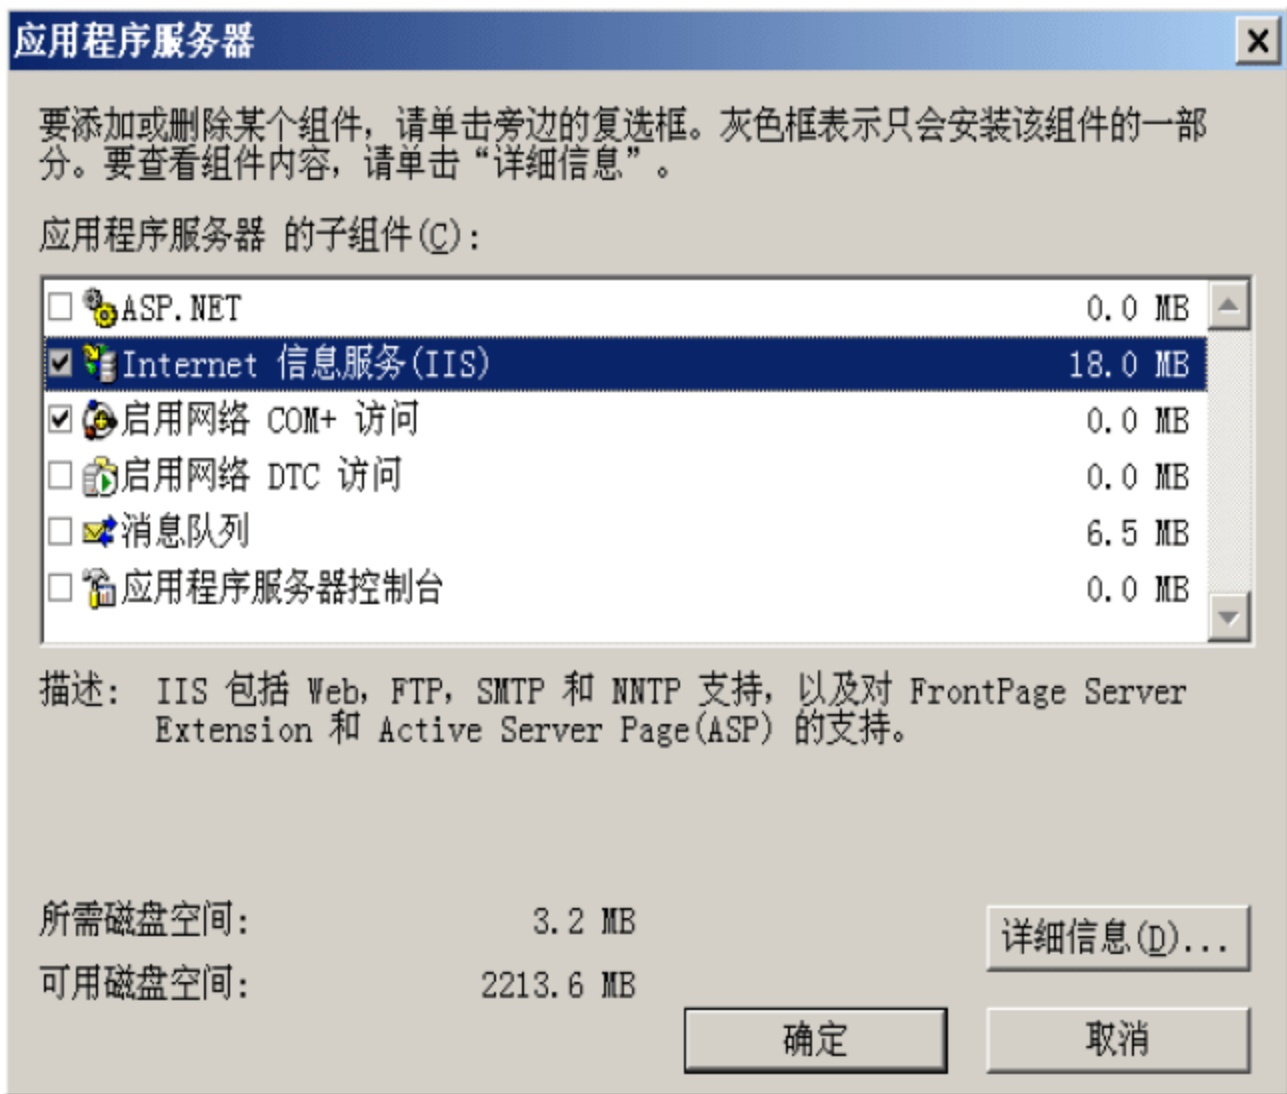 应用程序服务器
要添加或删除某个组件，请单击旁边的复选框。灰色框表示只会安装该组件的一部
分。要查看组件内容，请单击“详细信息”。
应用程序服务器 的子组件(C):
ASP.NET 0.0 MB
Internet 信息服务(IIS) 18.0 MB
启用网络 COM+ 访问 0.0 MB
启用网络 DTC 访问 0.0 MB
消息队列 6.5 MB
应用程序服务器控制台 0.0 MB
描述: IIS 包括 Web, FTP, SMTP 和 NNTP 支持，以及对 FrontPage Server
Extension 和 Active Server Page(ASP) 的支持。
所需磁盘空间: 3.2 MB
详细信息(D)...
可用磁盘空间: 2213.6 MB
确定 取消